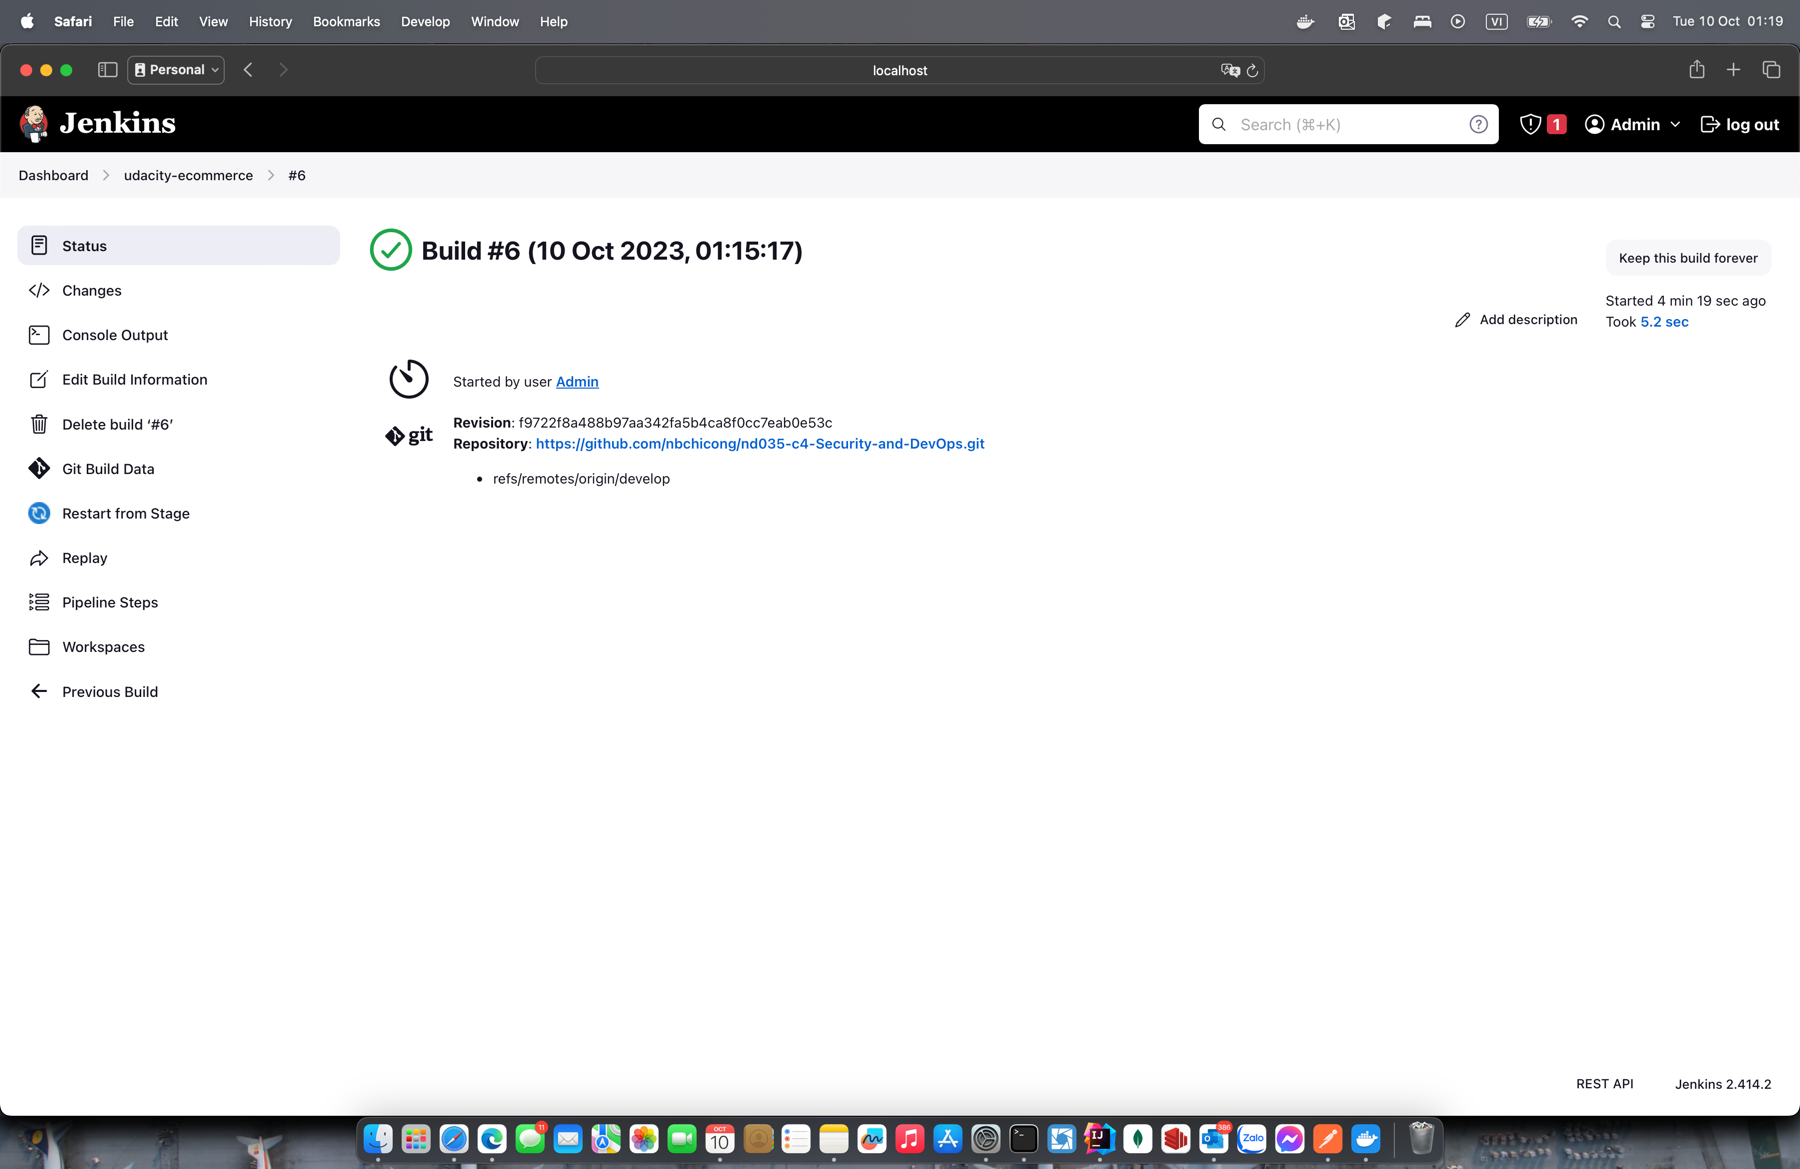 Safari File Edit View History Bookmarks Develop Window Help VI Tue 10 Oct 01:19
Personal localhost
Jenkins Search (⌘+K) ? 1 Admin log out
Dashboard udacity-ecommerce #6
Status
Changes
Console Output
Edit Build Information
Delete build ‘#6’
Git Build Data
Restart from Stage
Replay
Pipeline Steps
Workspaces
Previous Build
Build #6 (10 Oct 2023, 01:15:17)
Keep this build forever
Started 4 min 19 sec ago
Took 5.2 sec
Add description
Started by user Admin
git
Revision: f9722f8a488b97aa342fa5b4ca8f0cc7eab0e53c
Repository: https://github.com/nbchicong/nd035-c4-Security-and-DevOps.git
• refs/remotes/origin/develop
REST API Jenkins 2.414.2
11 OCT 10 IJ 386 Zalo